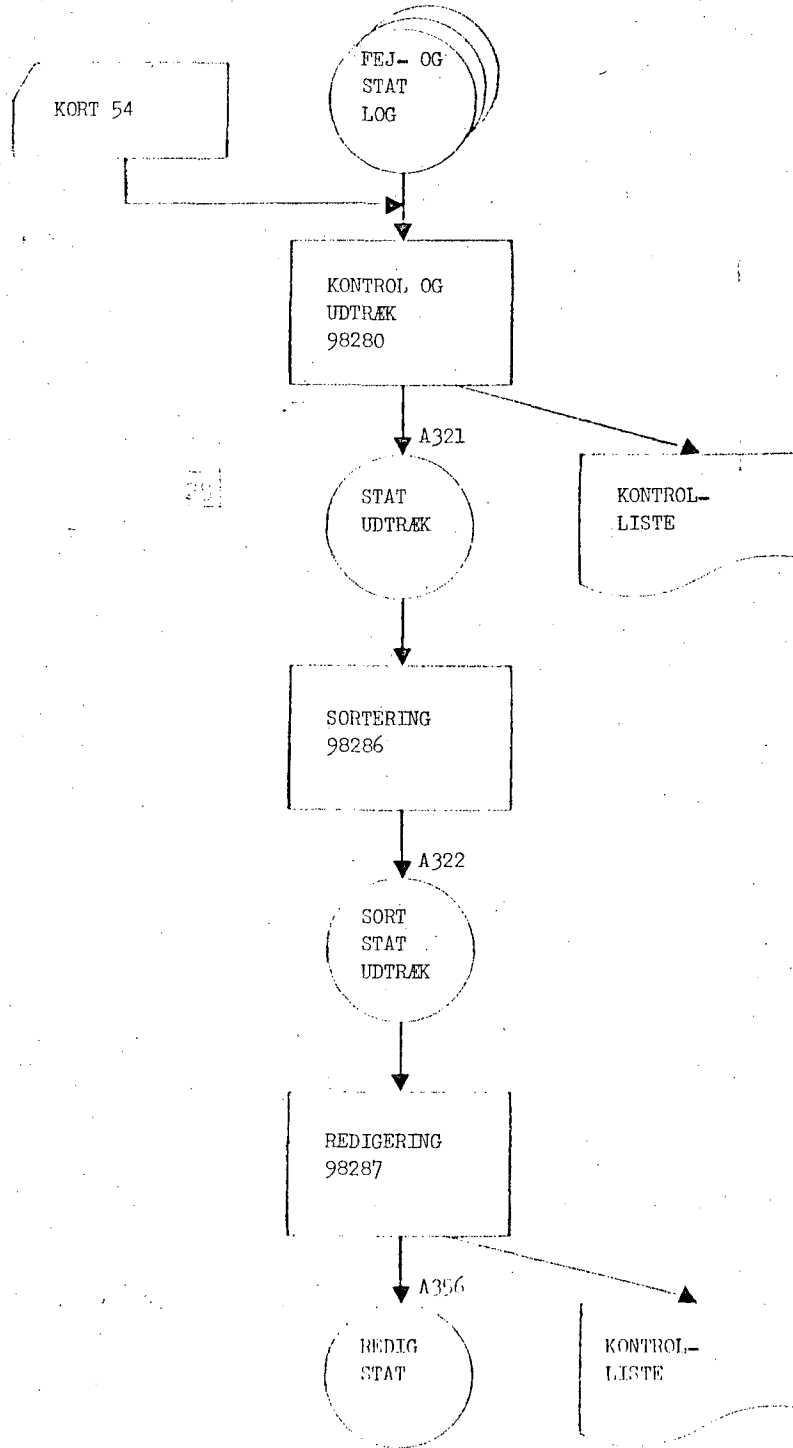 FEJ- OG
STAT
LOG
KORT 54
KONTROL OG
UDTRÆK
98280
A321
STAT
UDTRÆK
KONTROL-
LISTE
SORTERING
98286
A322
SORT
STAT
UDTRÆK
REDIGERING
98287
A356
REDIG
STAT
KONTROL-
LISTE